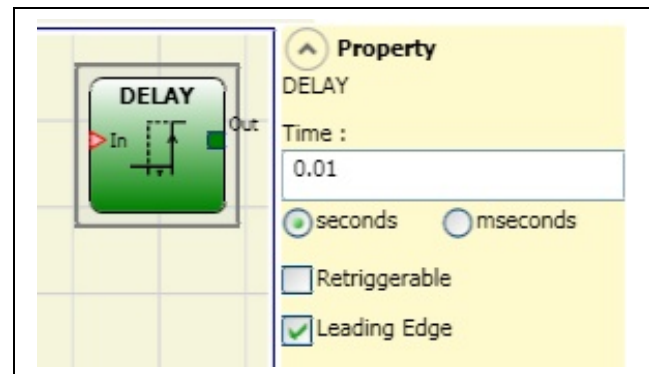 DELAY
In
Out
Property
DELAY
Time :
0.01
seconds mseconds
Retriggerable
Leading Edge